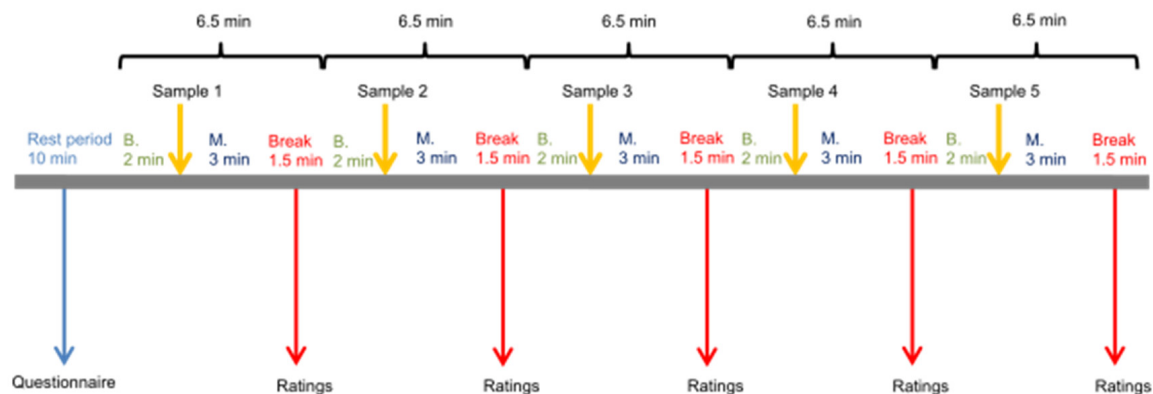 6.5 min 6.5 min 6.5 min 6.5 min 6.5 min
Sample 1 Sample 2 Sample 3 Sample 4 Sample 5
Rest period B. M. Break B. M. Break B. M. Break B. M. Break B. M. Break
10 min 2 min 3 min 1.5 min 2 min 3 min 1.5 min 2 min 3 min 1.5 min 2 min 3 min 1.5 min 2 min 3 min 1.5 min
Questionnaire Ratings Ratings Ratings Ratings Ratings